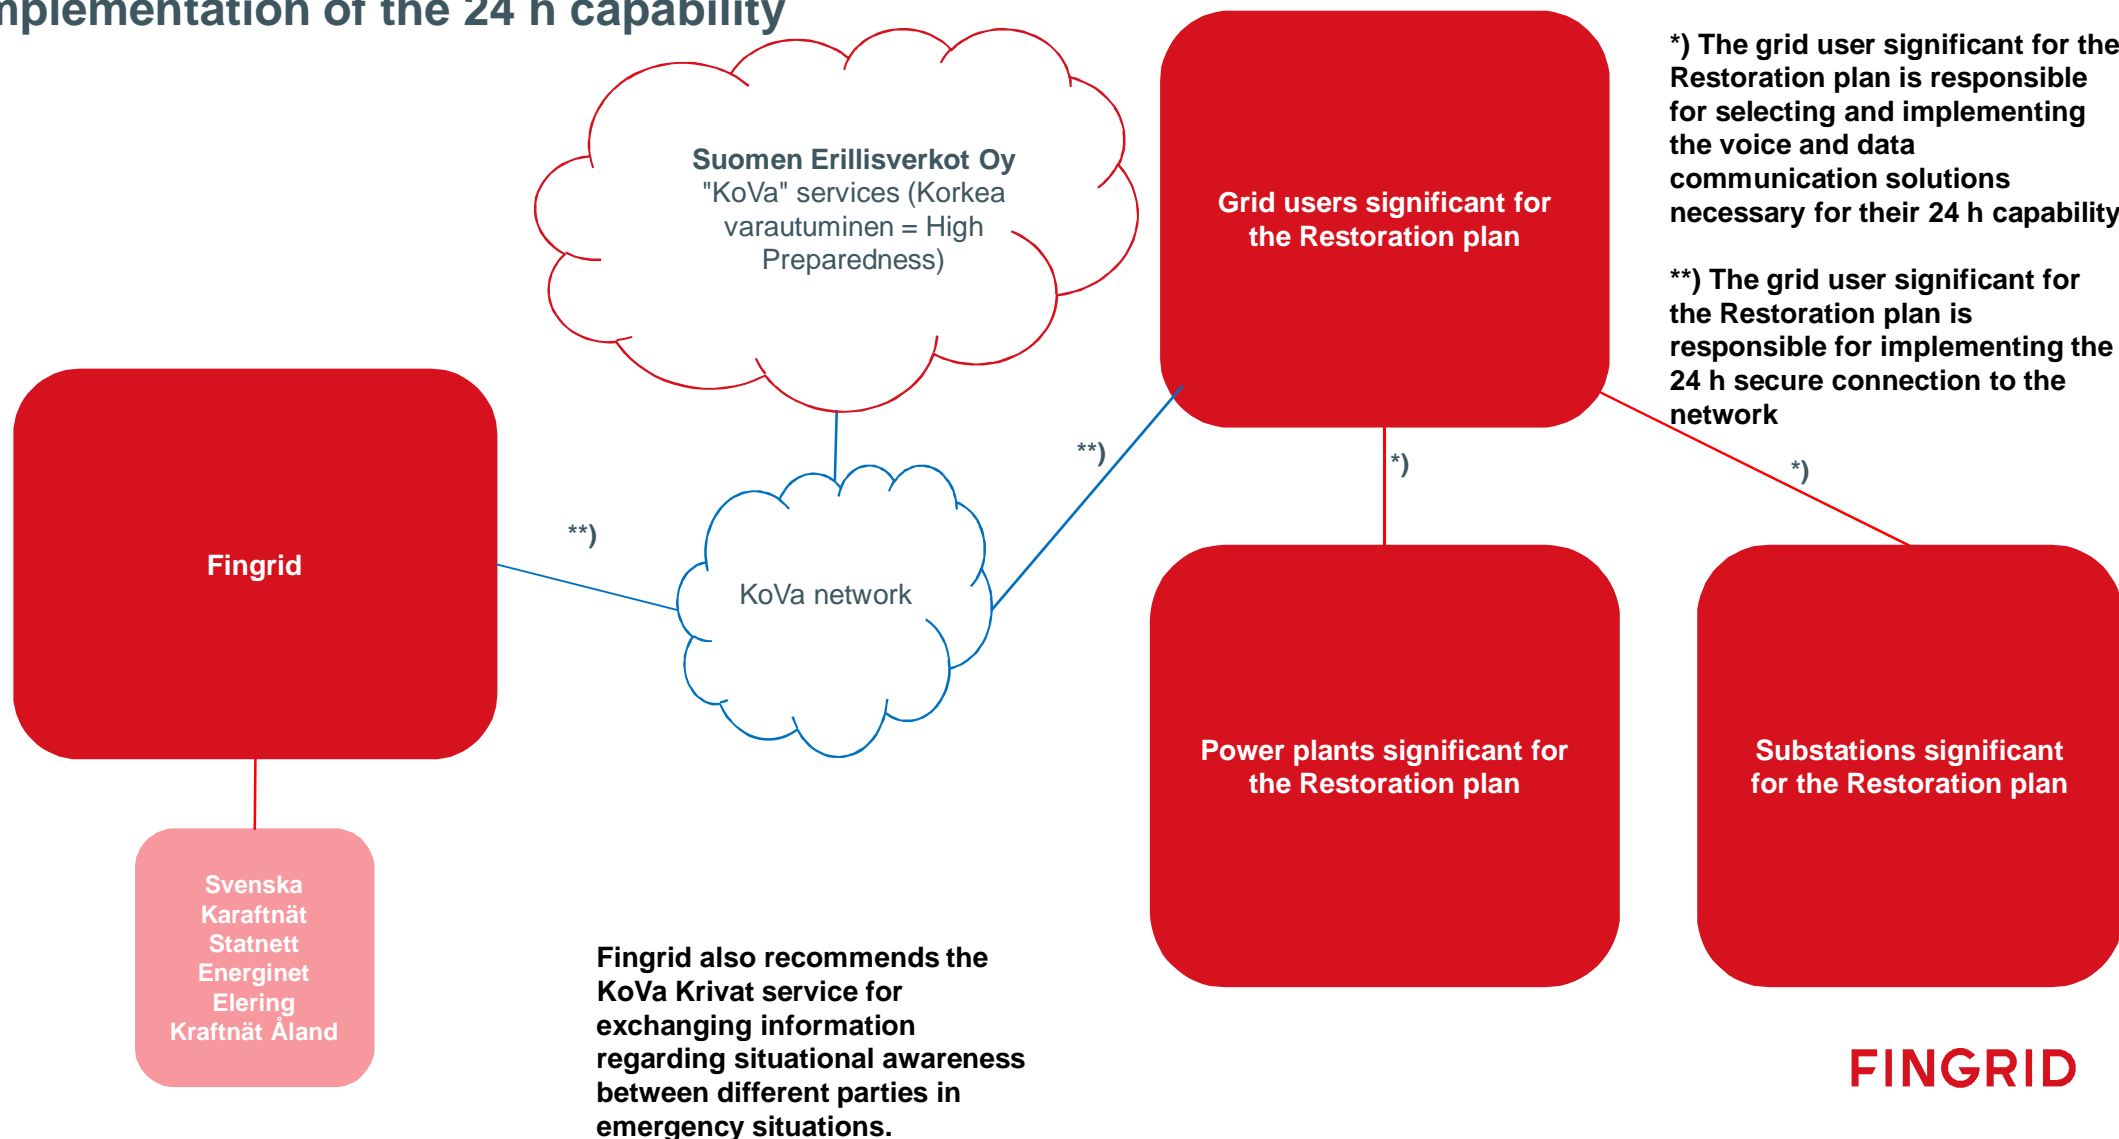 mplementation of the 24 h capability
Suomen Erillisverkot Oy
"KoVa" services (Korkea
varautuminen = High
Preparedness)
Grid users significant for
the Restoration plan
*) The grid user significant for the
Restoration plan is responsible
for selecting and implementing
the voice and data
communication solutions
necessary for their 24 h capability
**) The grid user significant for
the Restoration plan is
responsible for implementing the
24 h secure connection to the
network
**)
*)
*)
**)
Fingrid
KoVa network
Power plants significant for
the Restoration plan
Substations significant
for the Restoration plan
Svenska
Karaftnät
Statnett
Energinet
Elering
Kraftnät Åland
Fingrid also recommends the
KoVa Krivat service for
exchanging information
regarding situational awareness
between different parties in
emergency situations.
FINGRID